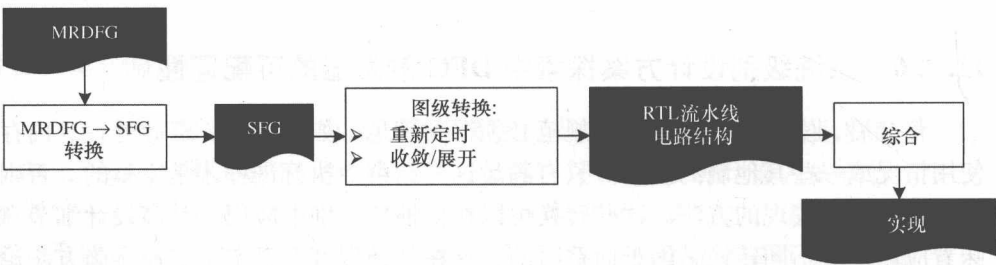 MRDFG
MRDFG → SFG
转换
SFG
图级转换:
➢ 重新定时
➢ 收敛/展开
RTL流水线
电路结构
综合
实现